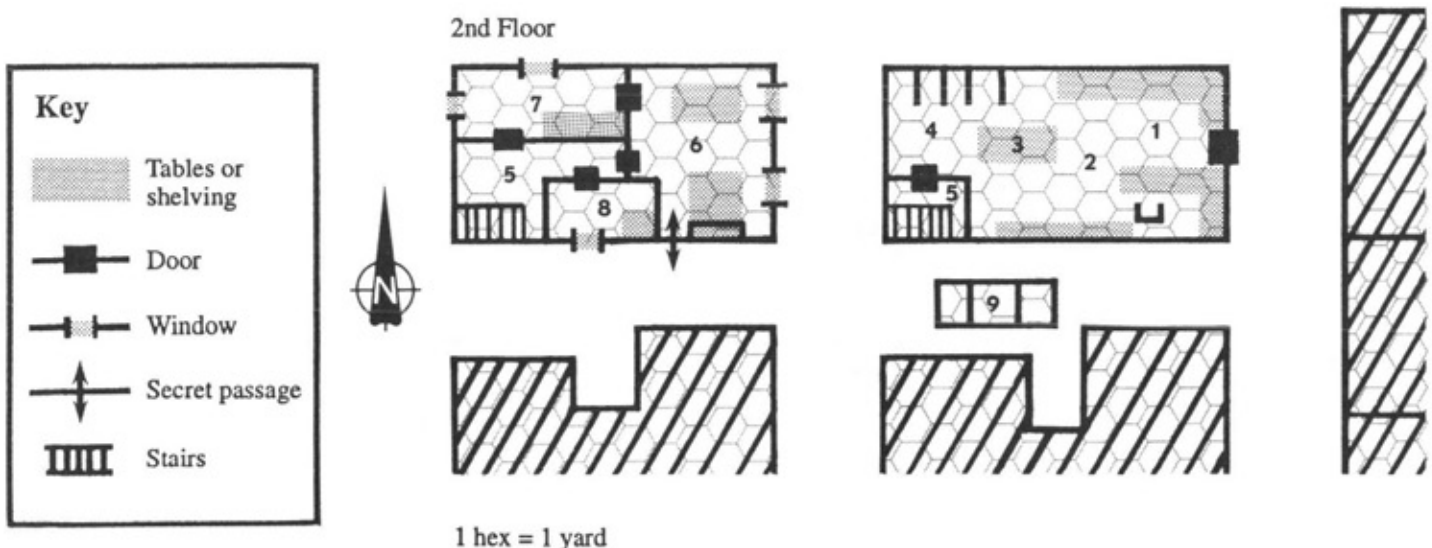 2nd Floor
Key
Tables or
shelving
Door
Window
Secret passage
Stairs
N
7
6
5
8
4
3
1
2
5
9
1 hex = 1 yard